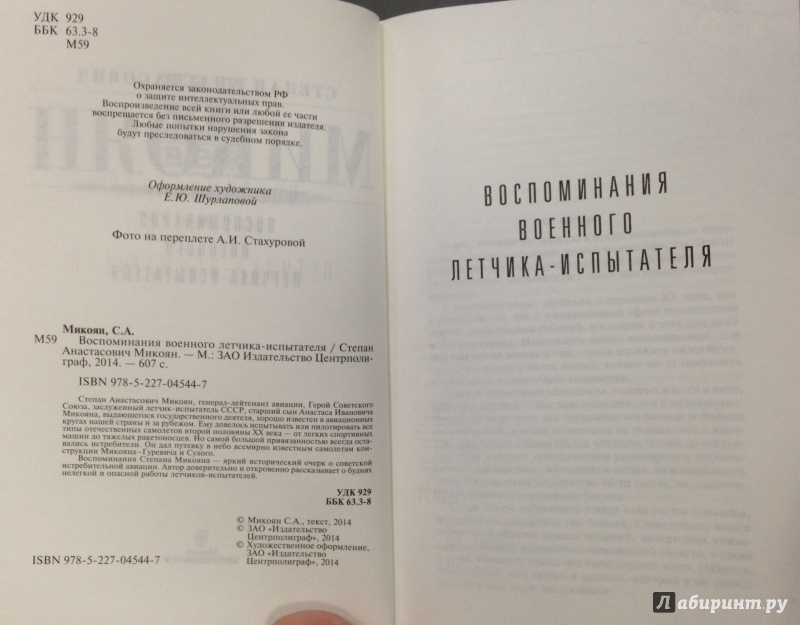 УДК 929
ББК 63.3-8
М59
Охраняется законодательством РФ
о защите интеллектуальных прав.
Воспроизведение всей книги или любой ее части
воспрещается без письменного разрешения издателя.
Любые попытки нарушения закона
будут преследоваться в судебном порядке.
Оформление художника
Е.Ю. Шурлаповой
Фото на переплете А.И. Стахуровой
Микоян, С.А.
М59 Воспоминания военного летчика-испытателя / Степан
Анастасович Микоян. — М.: ЗАО Издательство Центрполи-
граф, 2014. — 607 с.
ISBN 978-5-227-04544-7
Степан Анастасович Микоян, генерал-лейтенант авиации, Герой Советского
Союза, заслуженный летчик-испытатель СССР, старший сын Анастаса Ивановича
Микояна, выдающегося государственного деятеля, хорошо известен в авиационных
кругах нашей страны и за рубежом. Ему довелось испытывать или пилотировать все
типы отечественных самолетов второй половины XX века — от легких спортивных
машин до тяжелых ракетоносцев. Но самой большой привязанностью всегда оста-
вались истребители. Он дал путевку в небо всемирно известным самолетам кон-
струкции Микояна–Гуревича и Сухого.
Воспоминания Степана Микояна — яркий исторический очерк о советской
истребительной авиации. Автор доверительно и откровенно рассказывает о буднях
нелегкой и опасной работы летчиков-испытателей.
УДК 929
ББК 63.3-8
© Микоян С.А., текст, 2014
© ЗАО «Издательство
Центрполиграф», 2014
© Художественное оформление,
ЗАО «Издательство
Центрполиграф», 2014
ISBN 978-5-227-04544-7
ВОСПОМИНАНИЯ
ВОЕННОГО
ЛЕТЧИКА-ИСПЫТАТЕЛЯ
Лабиринт.ру